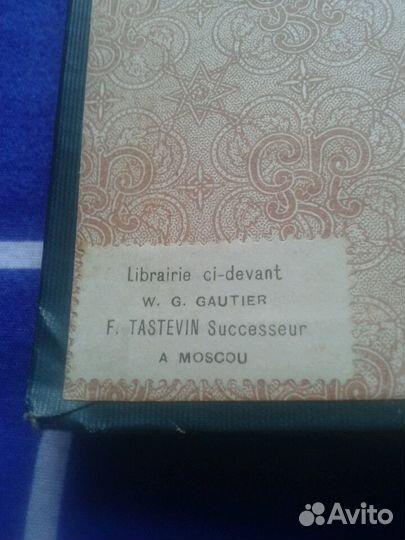 Librairie ci-devant
W. G. GAUTIER
F. TASTEVIN Successeur
A MOSCOU
Avito